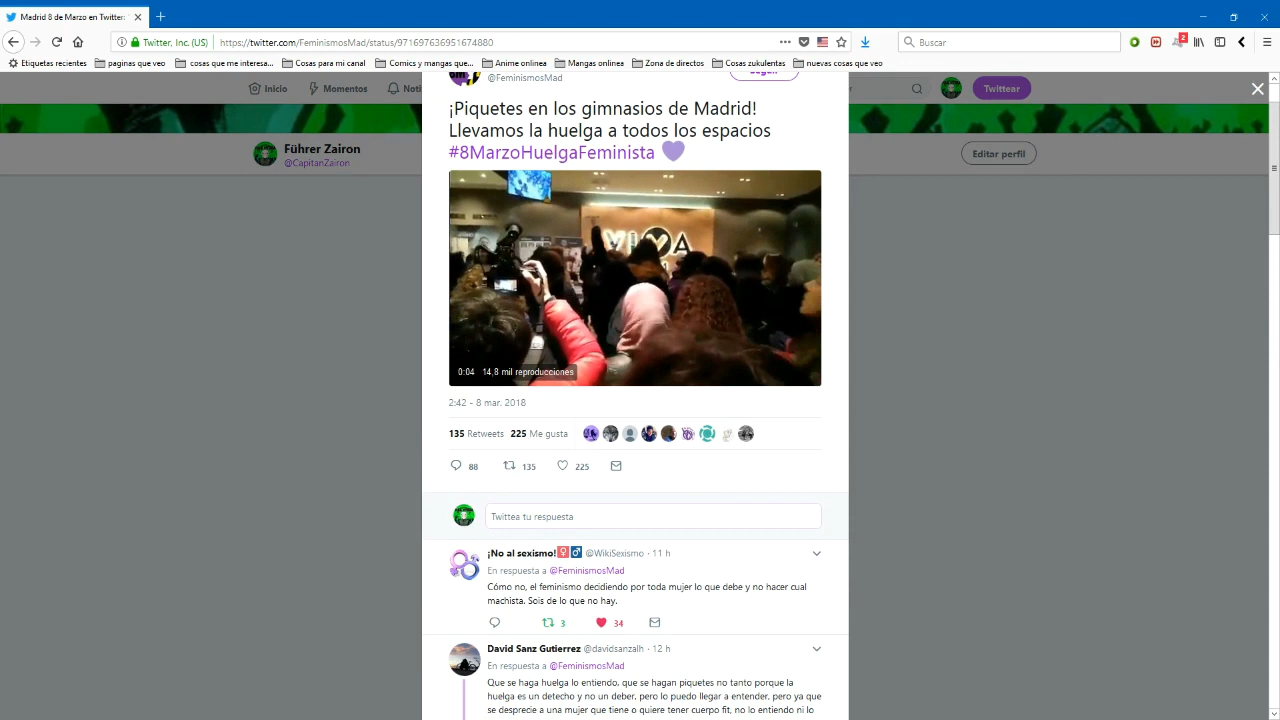 Madrid 8 de Marzo en Twitter:
Twitter, Inc. (US)
https://twitter.com/FeminismosMad/status/971697636951674880
Buscar
2
Etiquetas recientes
paginas que veo
cosas que me interesa...
Cosas para mi canal
Comics y mangas que...
Anime onlinea
Mangas onlinea
Zona de directos
Cosas zukulentas
nuevas cosas que veo
Inicio
Momentos
Noti
Twittear
Führer Zairon
@CapitanZairon
Editar perfil
@FeminismosMad
Seguir
¡Piquetes en los gimnasios de Madrid!
Llevamos la huelga a todos los espacios
#8MarzoHuelgaFeminista 💜
VIVA
0:04 14,8 mil reproducciones
2:42 - 8 mar. 2018
135 Retweets 225 Me gusta
88 135 225
Twittea tu respuesta
¡No al sexismo!🚺♂ @WikiSexismo · 11 h
En respuesta a @FeminismosMad
Cómo no, el feminismo decidiendo por toda mujer lo que debe y no hacer cual
machista. Sois de lo que no hay.
3 34
David Sanz Gutierrez @davidsanzalh · 12 h
En respuesta a @FeminismosMad
Que se haga huelga lo entiendo, que se hagan piquetes no tanto porque la
huelga es un detecho y no un deber, pero lo puedo llegar a entender, pero ya que
se desprecie a una mujer que tiene o quiere tener cuerpo fit, no lo entiendo ni lo